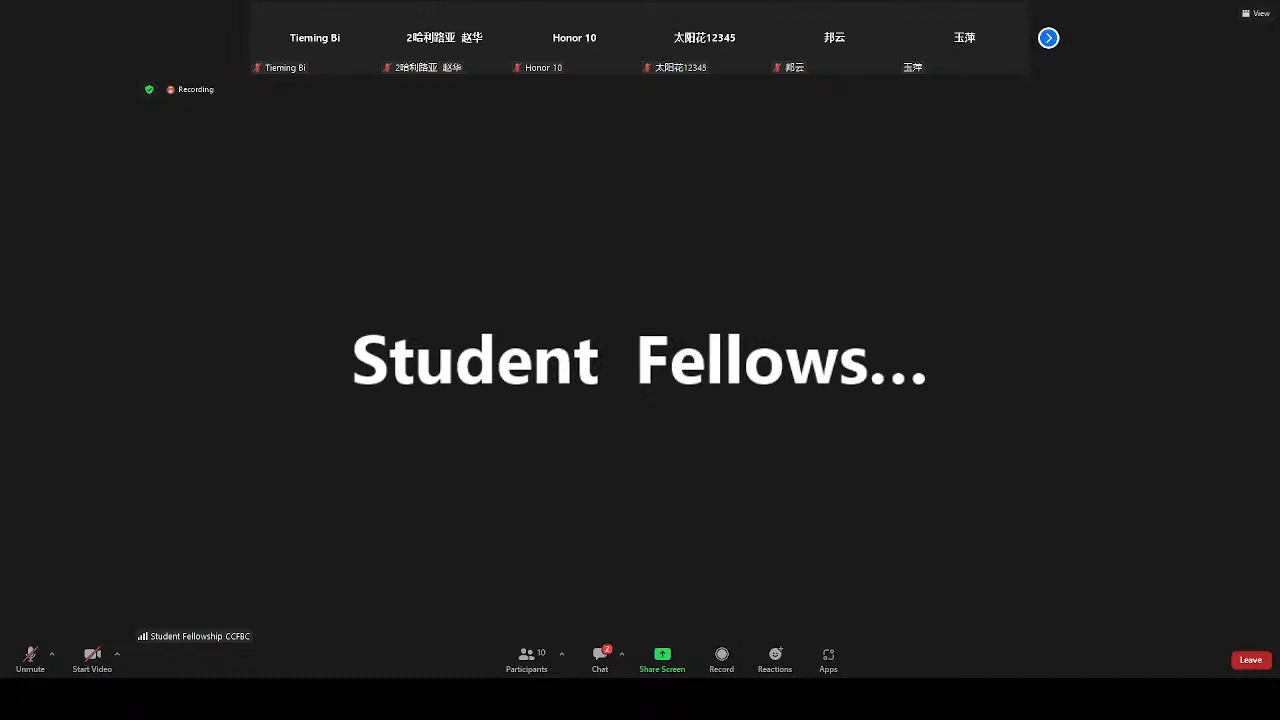 View
Tieming Bi 2哈利路亚 赵华 Honor 10 太阳花12345 邦云 玉萍
Tieming Bi 2哈利路亚 赵华 Honor 10 太阳花12345 邦云 玉萍
Recording
Student Fellows...
Student Fellowship CCFBC
10 2
Unmute Start Video Participants Chat Share Screen Record Reactions Apps Leave